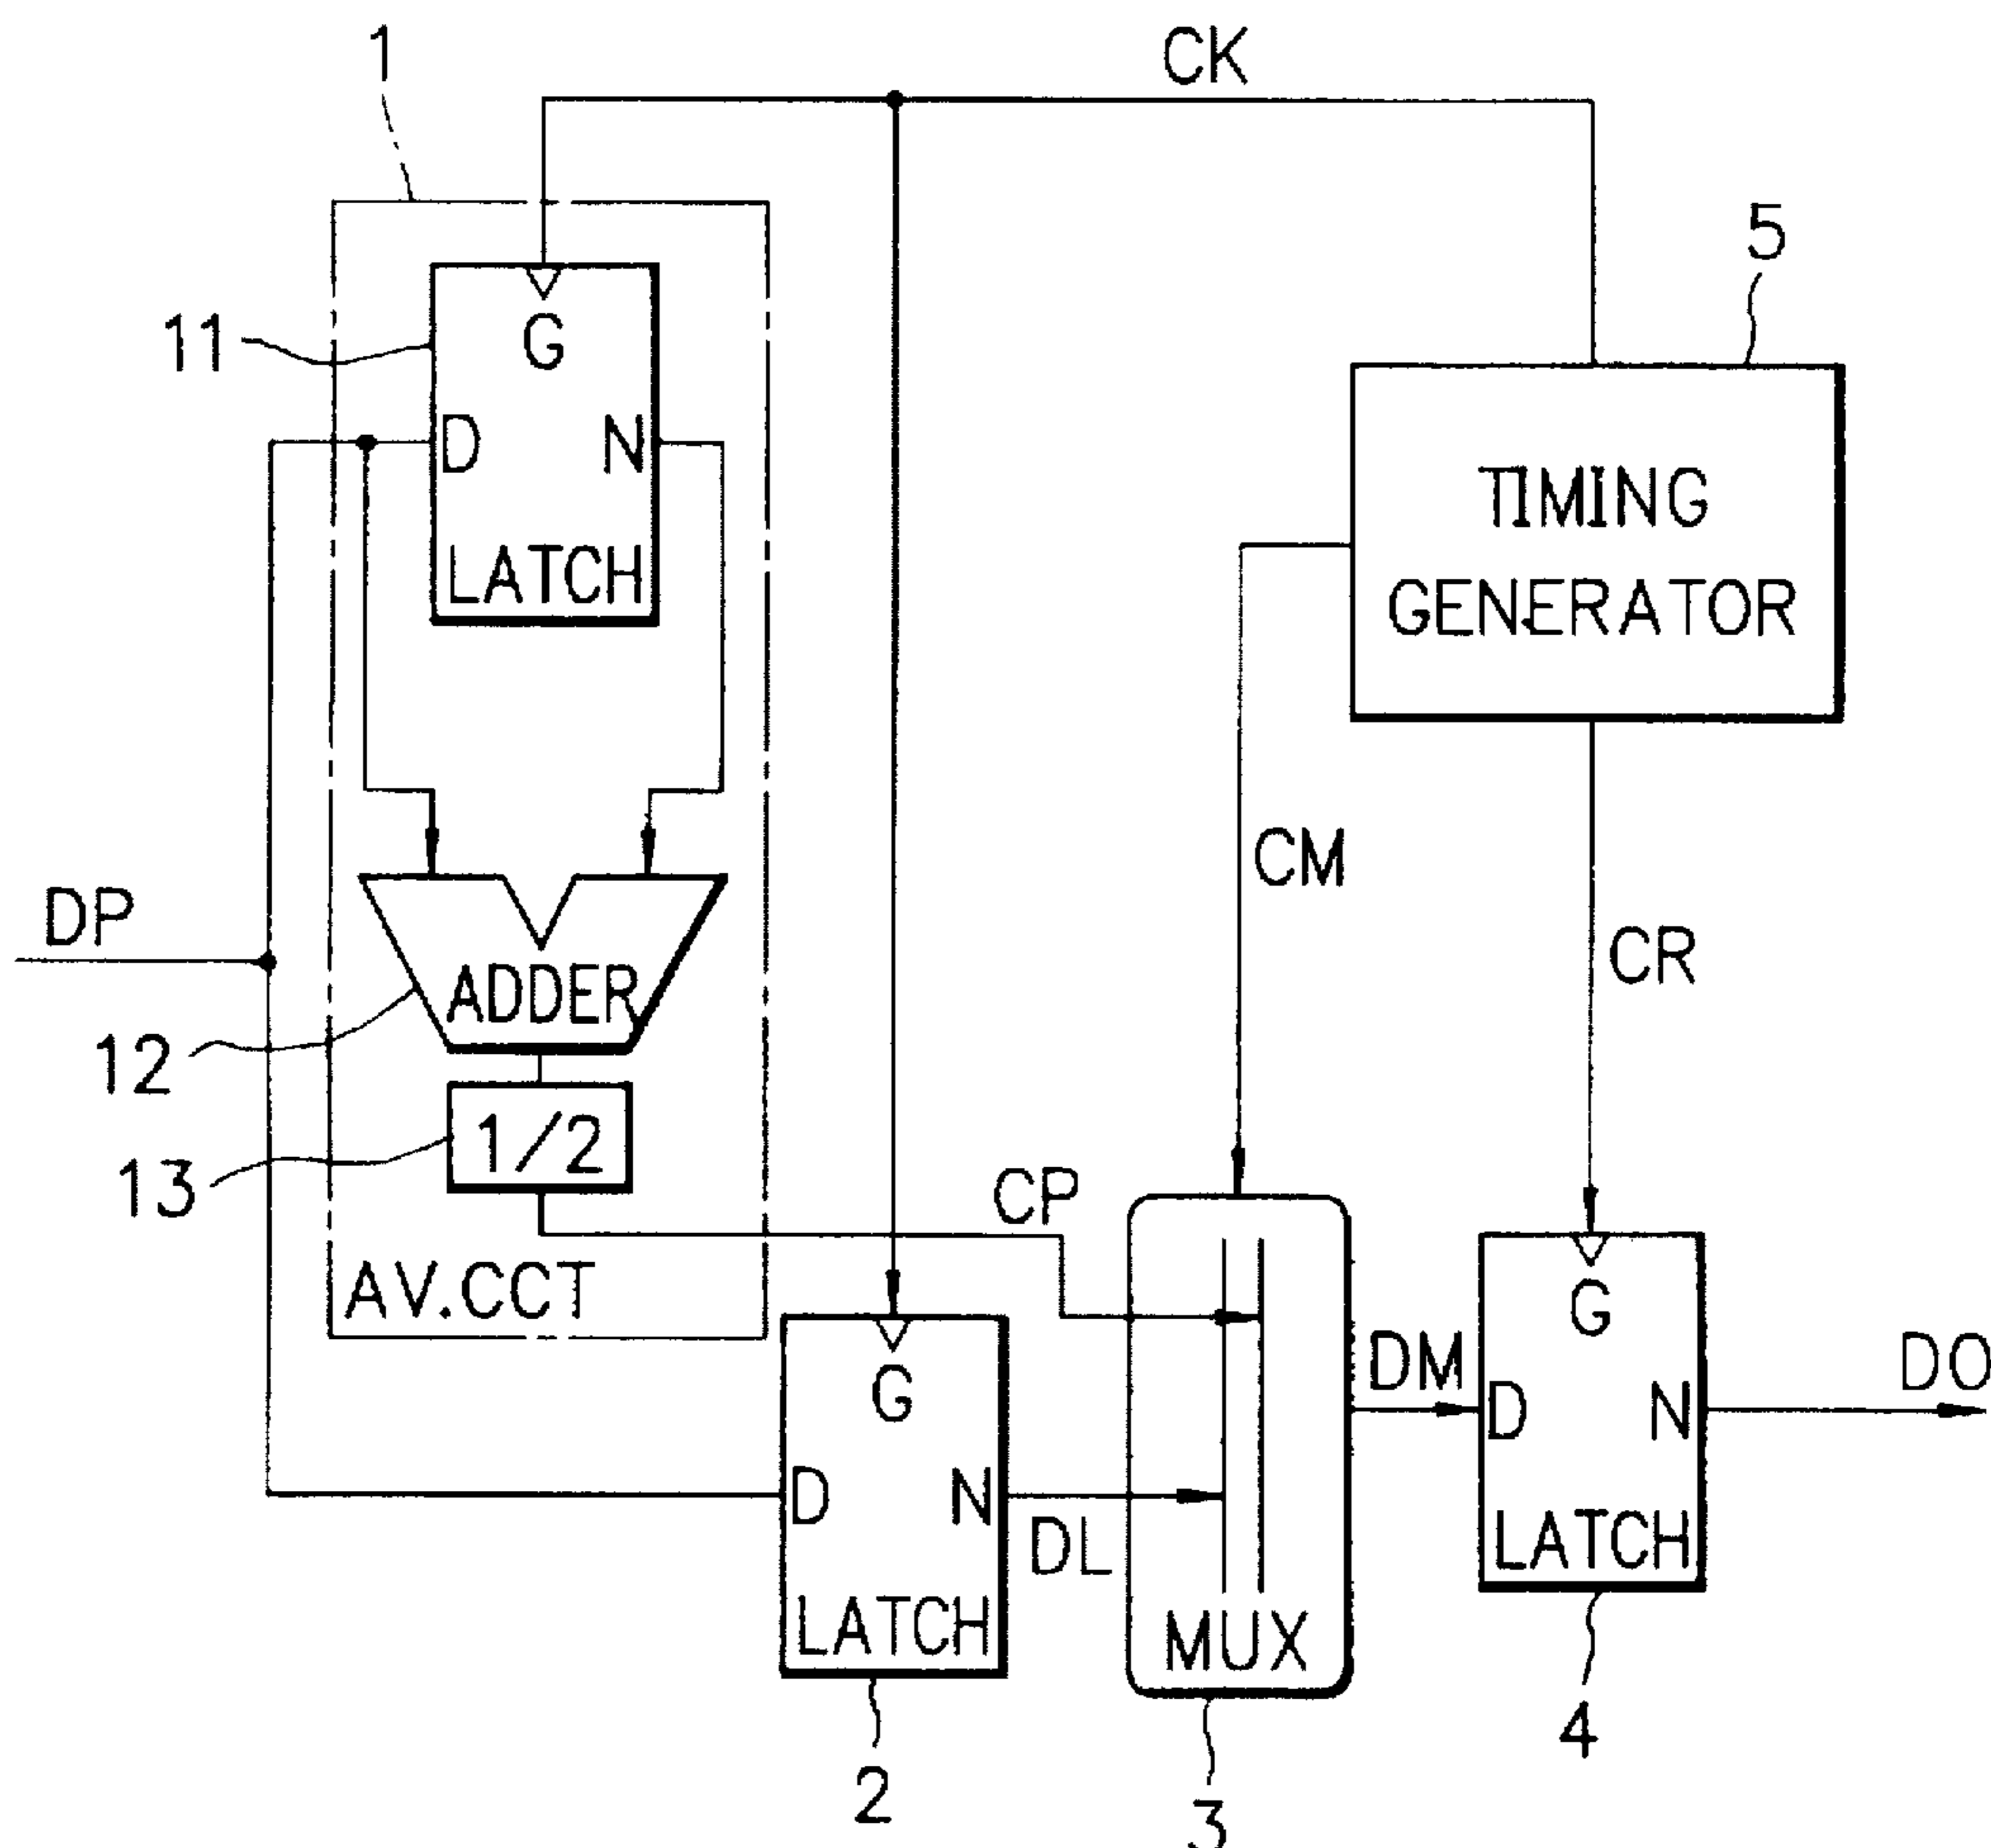 1
CK
5
11
G
D
N
LATCH
TIMING
GENERATOR
CM
DP
ADDER
CR
12
1/2
13
CP
AV.CCT
G
G
DM
DO
D
N
D
N
DL
LATCH
LATCH
MUX
4
2
3